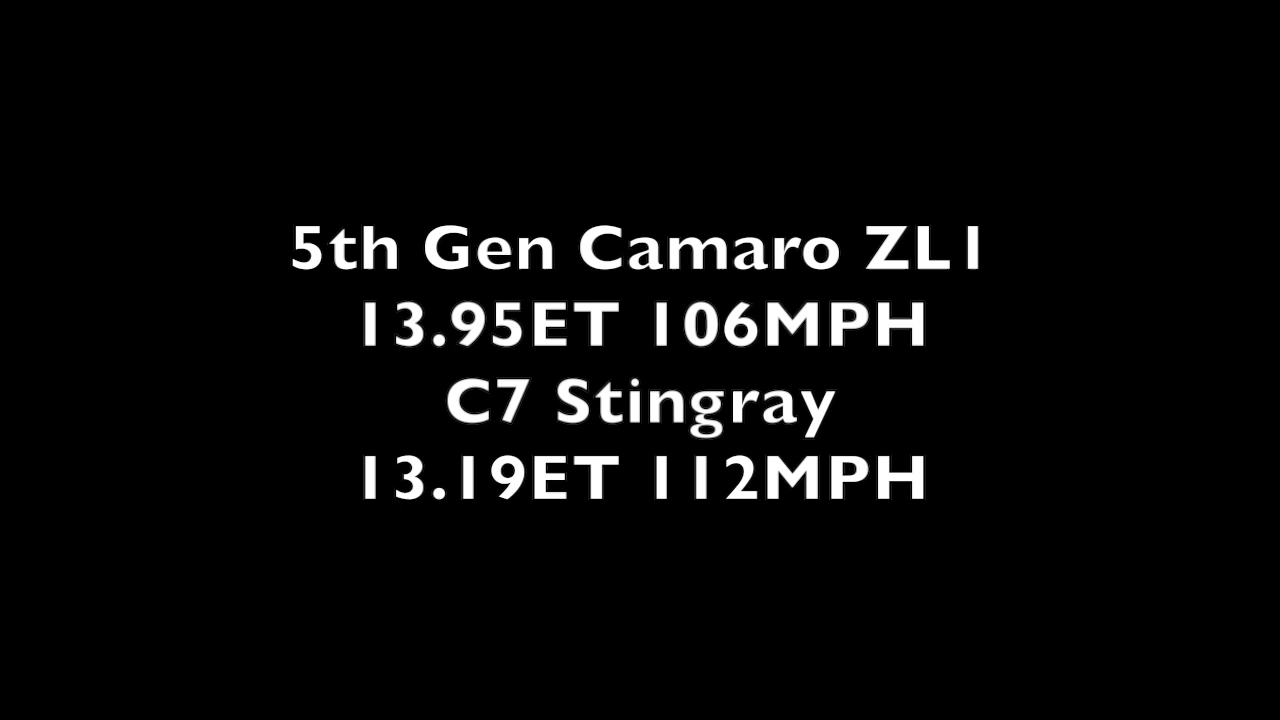 5th Gen Camaro ZL1
13.95ET 106MPH
C7 Stingray
13.19ET 112MPH